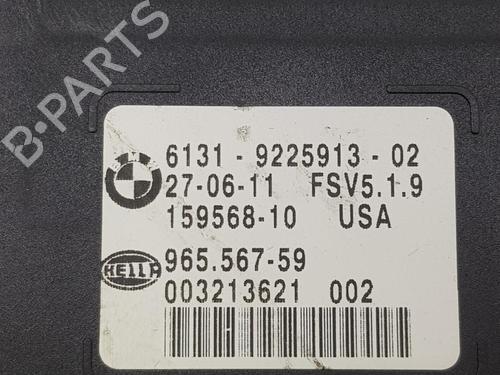 B-PARTS
BMW
6131 - 9225913 - 02
27-06-11 FSV5.1.9
159568-10 USA
HELLA
965.567-59
003213621 002